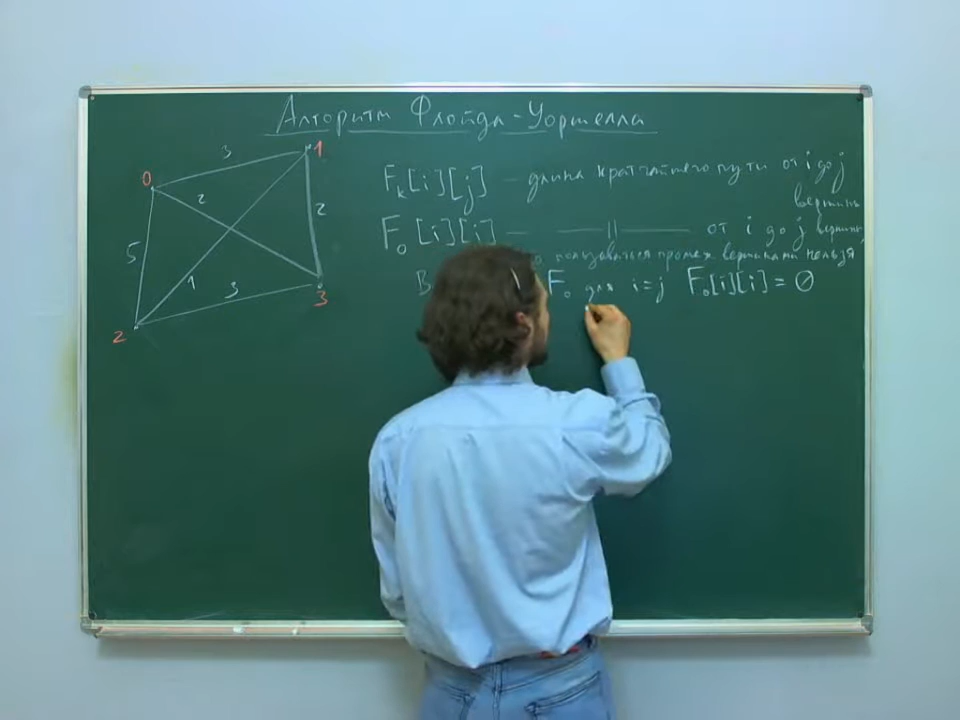 Алгоритм Флойда-Уоршелла
3
1
0
2
2
5
1
3
3
2
Fk[i][j] — длина кратчайшего пути от i до j
вершины
F0[i][j] — —||— от i до j вершины
пользоваться промеж. вершинами нельзя
В F0 для i=j F0[i][i] = 0